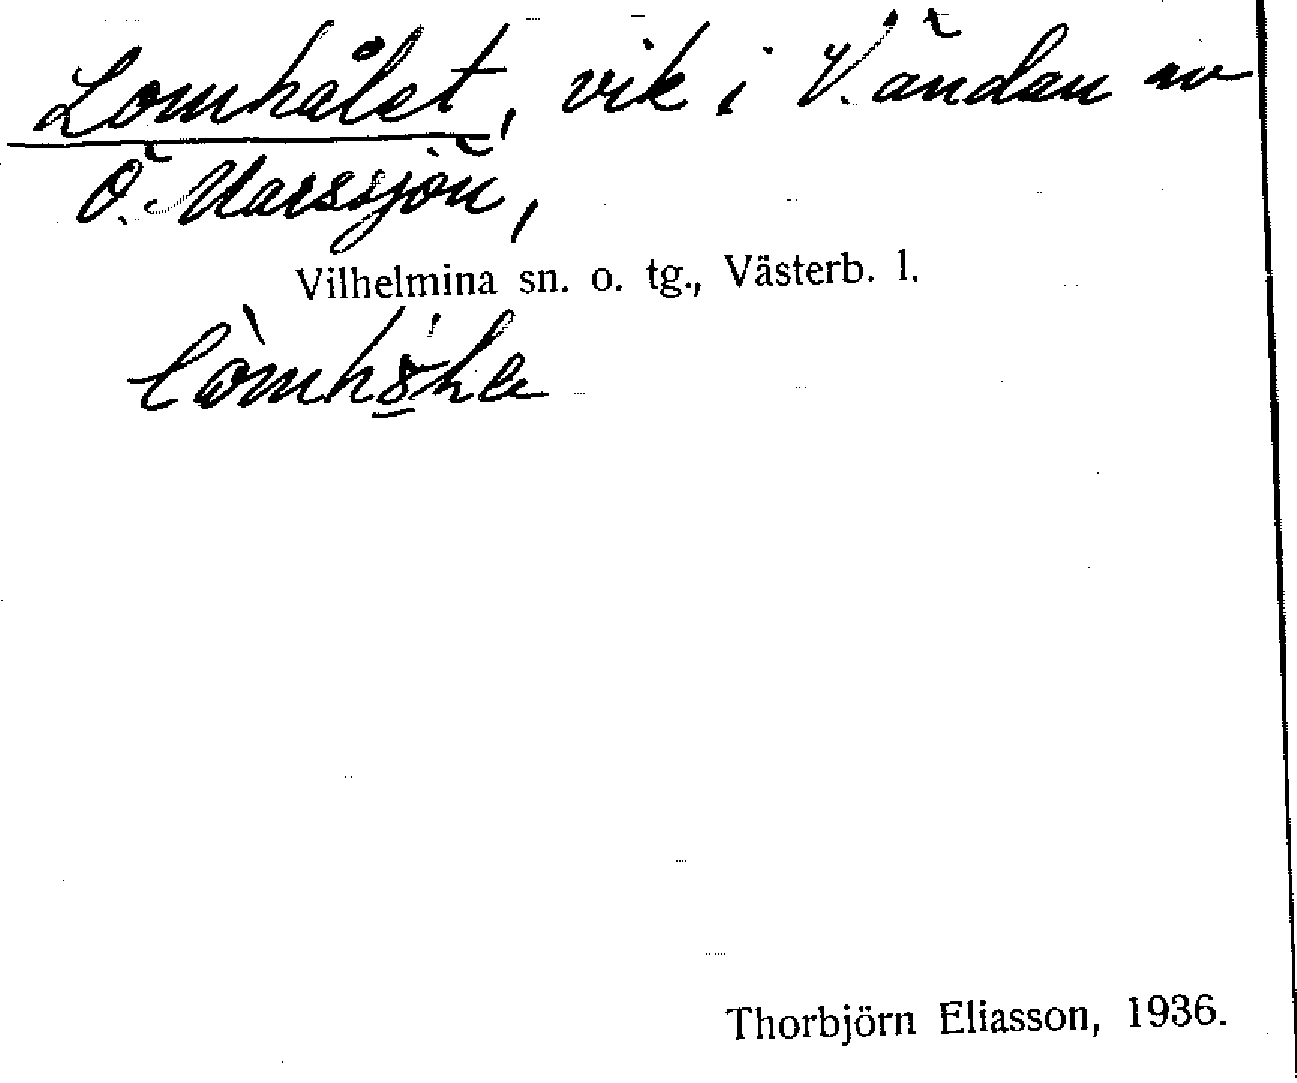 Lomhålet, vik i V. ändan av
Ö. Marssjön,
Vilhelmina sn. o. tg., Västerb. l.
Thorbjörn Eliasson, 1936.